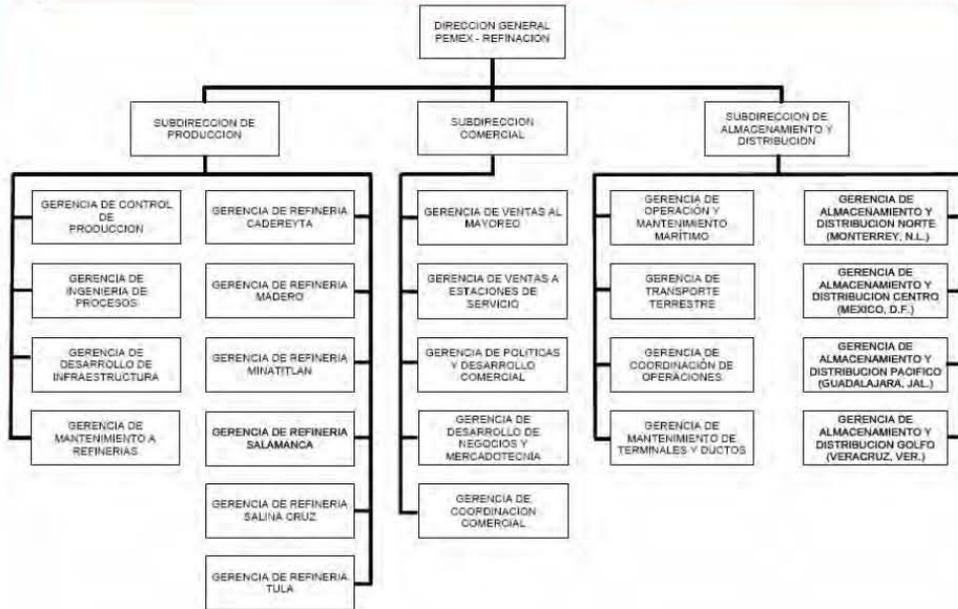 DIRECCION GENERAL
PEMEX - REFINACION
SUBDIRECCION DE
PRODUCCION
SUBDIRECCION
COMERCIAL
SUBDIRECCION DE
ALMACENAMIENTO Y
DISTRIBUCION
GERENCIA DE CONTROL
DE
PRODUCCION
GERENCIA DE
INGENIERIA DE
PROCESOS
GERENCIA DE
DESARROLLO DE
INFRAESTRUCTURA
GERENCIA DE
MANTENIMIENTO A
REFINERIAS
GERENCIA DE REFINERIA
CADEREYTA
GERENCIA DE REFINERIA
MADERO
GERENCIA DE REFINERIA
MINATITLAN
GERENCIA DE REFINERIA
SALAMANCA
GERENCIA DE REFINERIA
SALINA CRUZ
GERENCIA DE REFINERIA
TULA
GERENCIA DE VENTAS AL
MAYOREO
GERENCIA DE VENTAS A
ESTACIONES DE
SERVICIO
GERENCIA DE POLITICAS
Y DESARROLLO
COMERCIAL
GERENCIA DE
DESARROLLO DE
NEGOCIOS Y
MERCADOTECNIA
GERENCIA DE
COORDINACION
COMERCIAL
GERENCIA DE
OPERACIÓN Y
MANTENIMIENTO
MARÍTIMO
GERENCIA DE
TRANSPORTE
TERRESTRE
GERENCIA DE
COORDINACIÓN DE
OPERACIONES
GERENCIA DE
MANTENIMIENTO DE
TERMINALES Y DUCTOS
GERENCIA DE
ALMACENAMIENTO Y
DISTRIBUCION NORTE
(MONTERREY, N.L.)
GERENCIA DE
ALMACENAMIENTO Y
DISTRIBUCION CENTRO
(MEXICO, D.F.)
GERENCIA DE
ALMACENAMIENTO Y
DISTRIBUCION PACIFICO
(GUADALAJARA, JAL.)
GERENCIA DE
ALMACENAMIENTO Y
DISTRIBUCION GOLFO
(VERACRUZ, VER.)